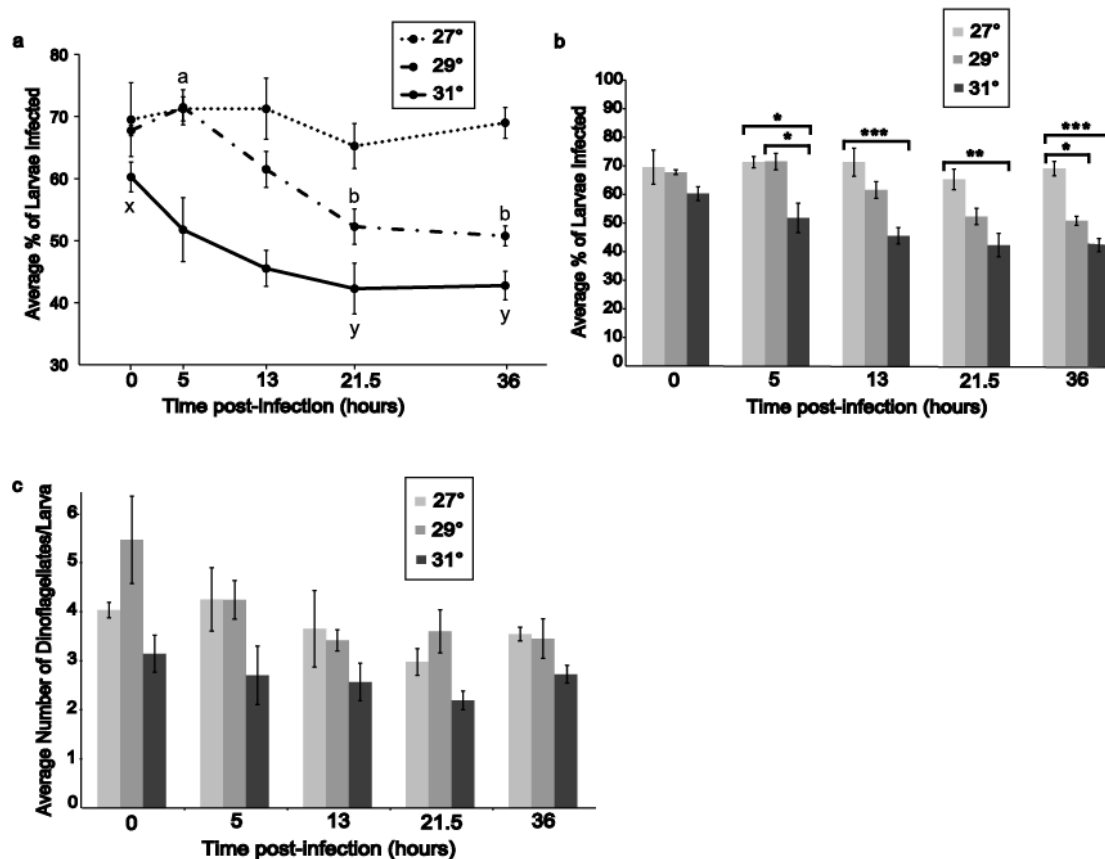 a
27°
29°
31°
Average % of Larvae Infected
80
70
60
50
40
30
a
b
b
x
y
y
0 5 13 21.5 36
Time post-infection (hours)
b
27°
29°
31°
Average % of Larvae Infected
100
90
80
70
60
50
40
30
20
10
0
*
*
***
**
***
*
0 5 13 21.5 36
Time post-infection (hours)
c
27°
29°
31°
Average Number of Dinoflagellates/Larva
6
5
4
3
2
1
0
0 5 13 21.5 36
Time post-infection (hours)